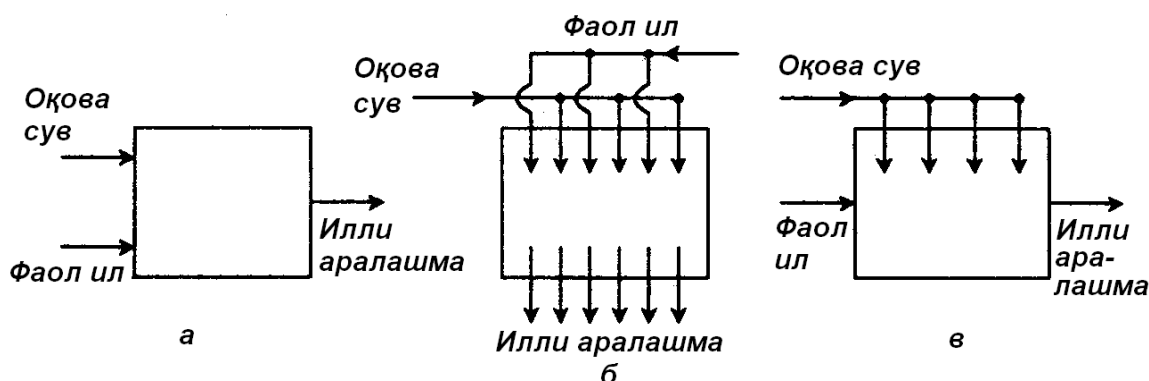 Оқова
сув
Фаол ил
Илли
аралашма
а
Фаол ил
Оқова
сув
Илли аралашма
б
Оқова сув
Фаол
ил
Илли
ара-
лашма
в